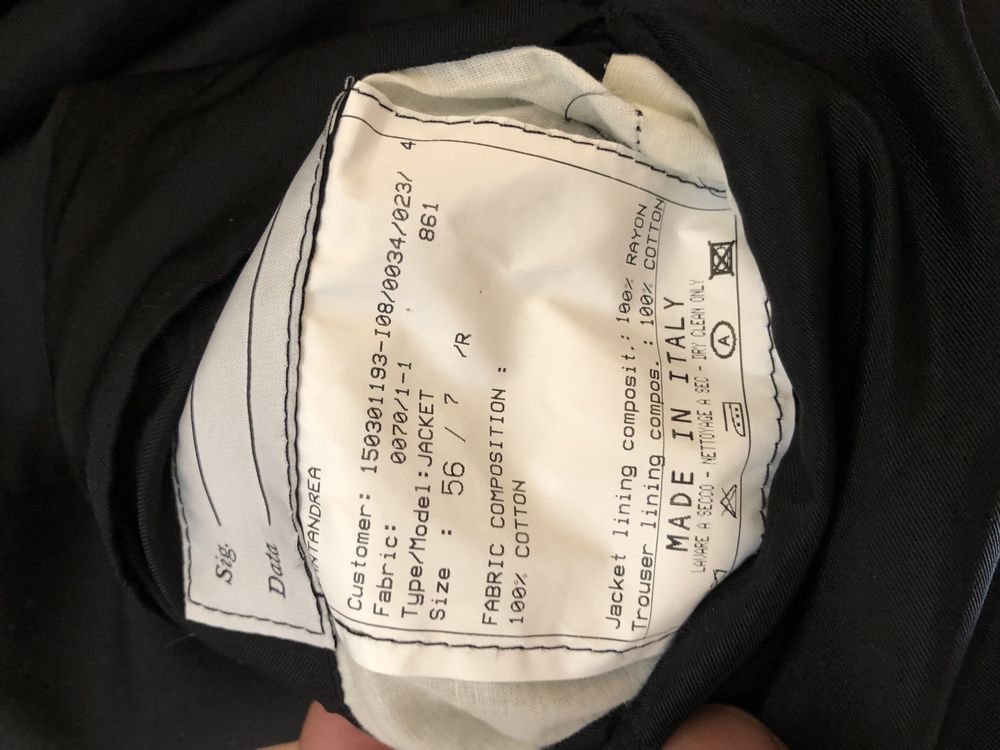 Sig.
Data
NTANDREA
4
Customer: 150301193-I08/0034/023/
Fabric: 0070/1-1 861
Type/Model:JACKET
Size : 56 / 7 /R
FABRIC COMPOSITION :
100% COTTON
Jacket lining composit.: 100% RAYON
Trouser lining compos. : 100% COTTON
MADE IN ITALY
LAVARE A SECCO - NETTOYAGE A SEC - DRY CLEAN ONLY
A